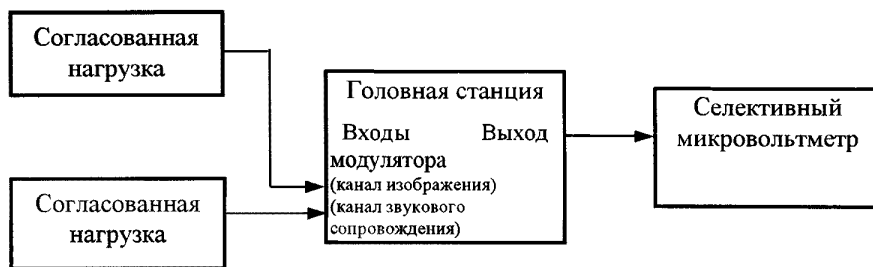 Согласованная
нагрузка
Согласованная
нагрузка
Головная станция
Входы Выход
модулятора
(канал изображения)
(канал звукового
сопровождения)
Селективный
микровольтметр